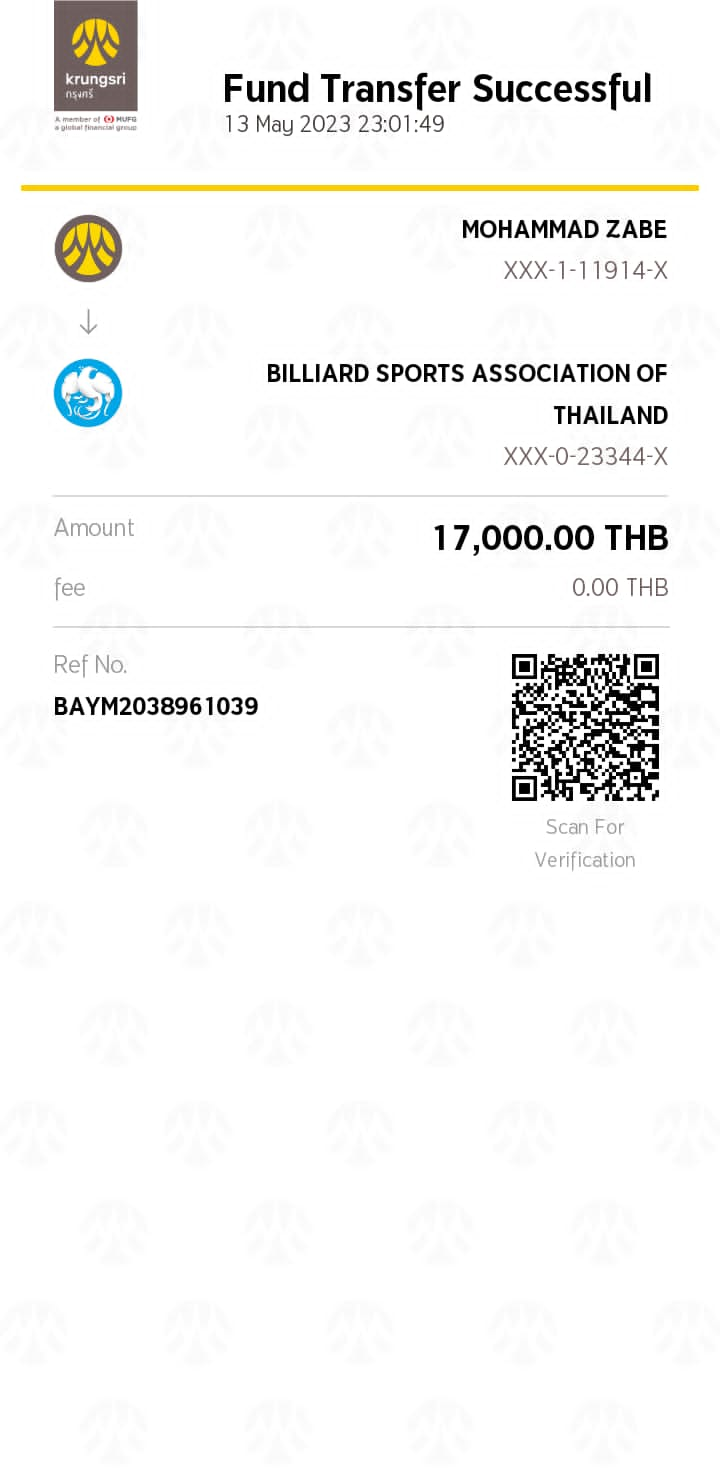 krungsri
กรุงศรี
A member of MUFG
a global financial group
Fund Transfer Successful
13 May 2023 23:01:49
MOHAMMAD ZABE
XXX-1-11914-X
BILLIARD SPORTS ASSOCIATION OF
THAILAND
XXX-0-23344-X
Amount 17,000.00 THB
fee 0.00 THB
Ref No.
BAYM2038961039
Scan For
Verification